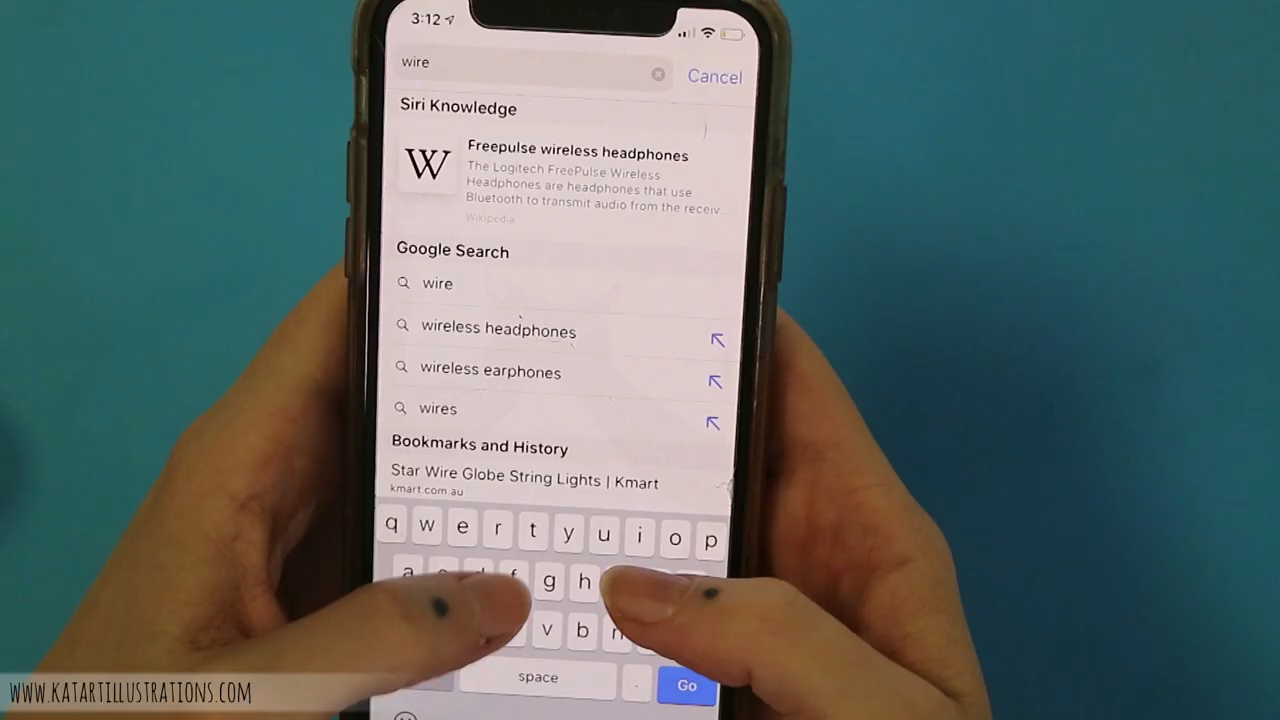 3:12
wire
Cancel
Siri Knowledge
W
Freepulse wireless headphones
The Logitech FreePulse Wireless
Headphones are headphones that use
Bluetooth to transmit audio from the receiv...
Wikipedia
Google Search
wire
wireless headphones
wireless earphones
wires
Bookmarks and History
Star Wire Globe String Lights | Kmart
kmart.com.au
q w e r t y u i o p
a f g h
v b n
space . Go
WWW.KATARTILLUSTRATIONS.COM